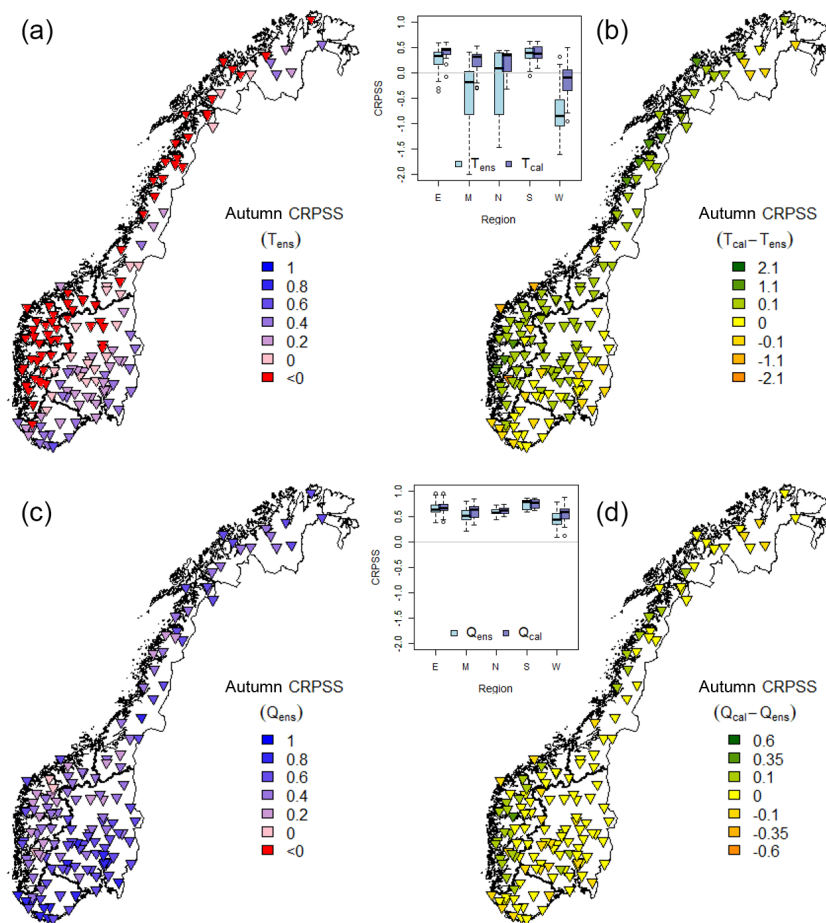 (a)
Autumn CRPSS
(Tens)
1
0.8
0.6
0.4
0.2
0
<0
CRPSS
1.0
0.5
0.0
-0.5
-1.0
-1.5
-2.0
Tens Tcal
E M N S W
Region
(b)
Autumn CRPSS
(Tcal−Tens)
2.1
1.1
0.1
0
-0.1
-1.1
-2.1
(c)
Autumn CRPSS
(Qens)
1
0.8
0.6
0.4
0.2
0
<0
CRPSS
1.0
0.5
0.0
-0.5
-1.0
-1.5
-2.0
Qens Qcal
E M N S W
Region
(d)
Autumn CRPSS
(Qcal−Qens)
0.6
0.35
0.1
0
-0.1
-0.35
-0.6